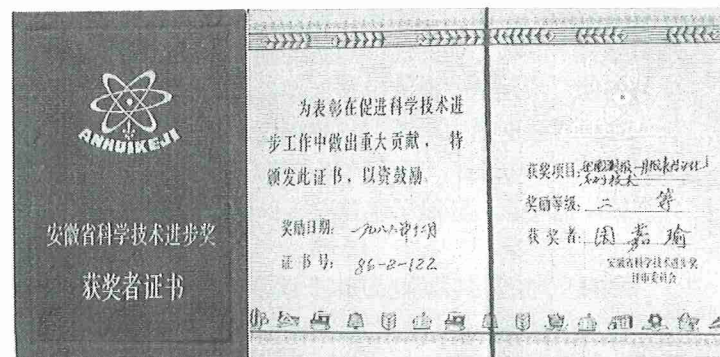 ANHUIKEJI
安徽省科学技术进步奖
获奖者证书
为表彰在促进科学技术进
步工作中做出重大贡献，特
颁发此证书，以资鼓励。
奖励日期：一九八六年十二月
证书号：86-2-122
获奖项目：
奖励等级：二等
获奖者：周嘉瑜
安徽省科学技术进步奖
评审委员会